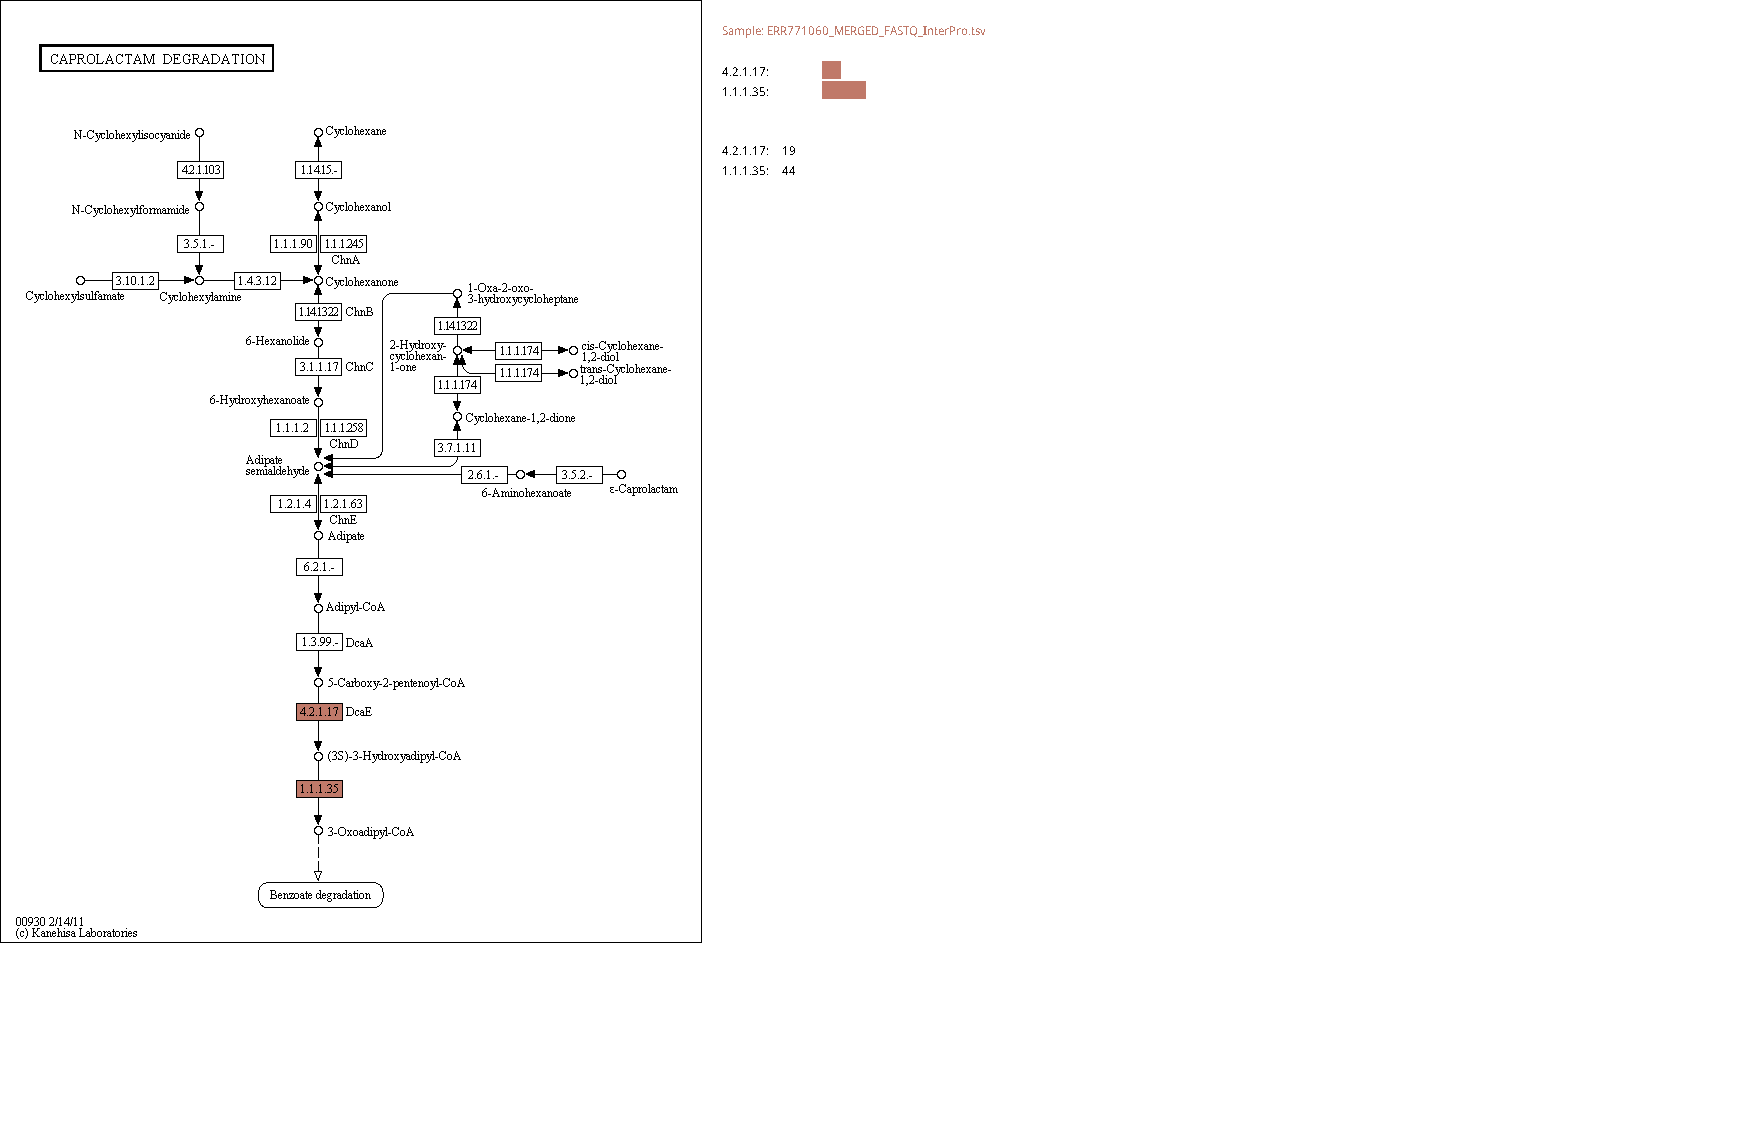 CAPROLACTAM DEGRADATION
Sample: ERR771060_MERGED_FASTQ_InterPro.tsv
4.2.1.17:
1.1.1.35:
4.2.1.17: 19
1.1.1.35: 44
N-Cyclohexylisocyanide
Cyclohexane
4.2.1.103
1.14.15.-
N-Cyclohexylformamide
Cyclohexanol
3.5.1.-
1.1.1.90
1.1.1.245
ChnA
3.10.1.2
1.4.3.12
Cyclohexanone
Cyclohexylsulfamate
Cyclohexylamine
1.14.13.22
ChnB
6-Hexanolide
3.1.1.17
ChnC
6-Hydroxyhexanoate
1.1.1.2
1.1.1.258
ChnD
Adipate
semialdehyde
1-Oxa-2-oxo-
3-hydroxycycloheptane
1.14.13.22
2-Hydroxy-
cyclohexan-
1-one
1.1.1.174
cis-Cyclohexane-
1,2-diol
1.1.1.174
trans-Cyclohexane-
1,2-diol
1.1.1.174
Cyclohexane-1,2-dione
3.7.1.11
2.6.1.-
3.5.2.-
6-Aminohexanoate
ε-Caprolactam
1.2.1.4
1.2.1.63
ChnE
Adipate
6.2.1.-
Adipyl-CoA
1.3.99.-
DcaA
5-Carboxy-2-pentenoyl-CoA
4.2.1.17
DcaE
(3S)-3-Hydroxyadipyl-CoA
1.1.1.35
3-Oxoadipyl-CoA
Benzoate degradation
00930 2/14/11
(c) Kanehisa Laboratories